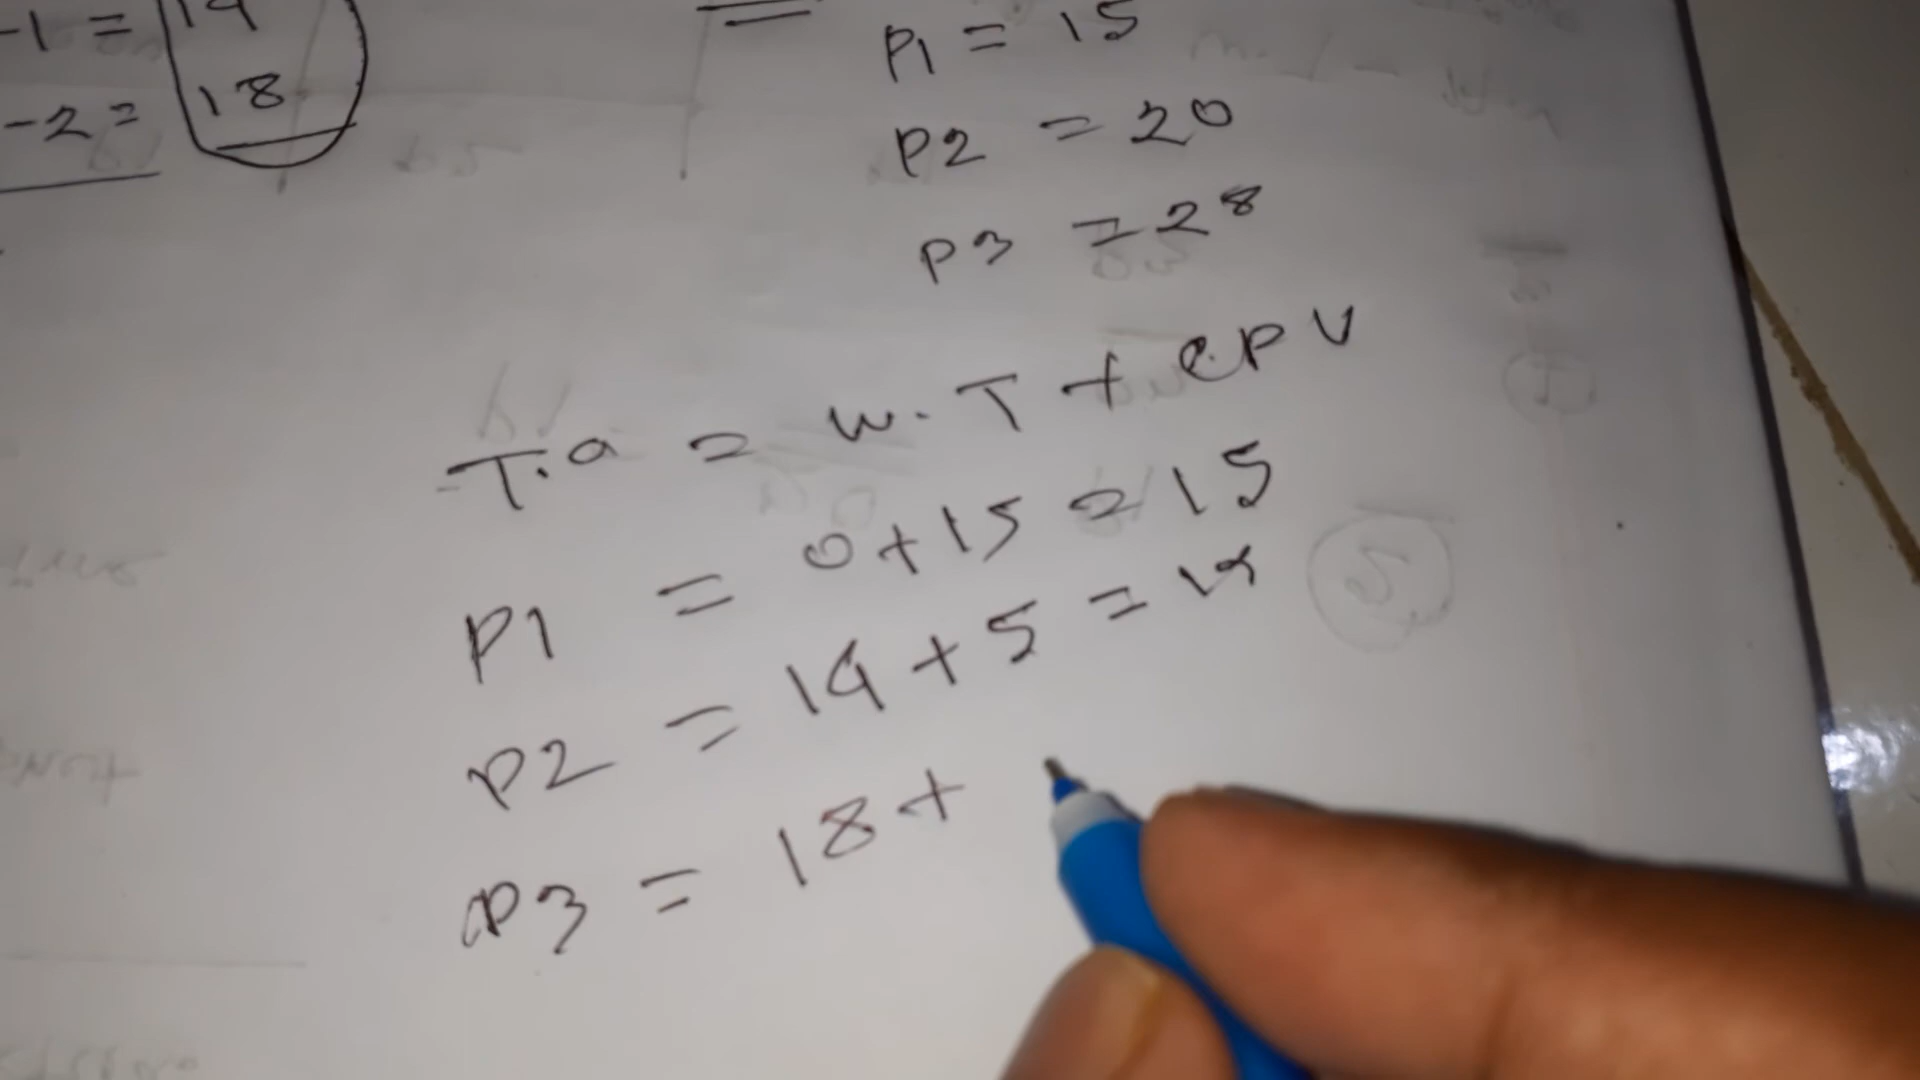 -1 = 14
-2 = 18
P1 = 15
P2 = 20
P3 = 28
T.a = w.T + CPU
P1 = 0 + 15 = 15
P2 = 14 + 5 = 19
P3 = 18 +